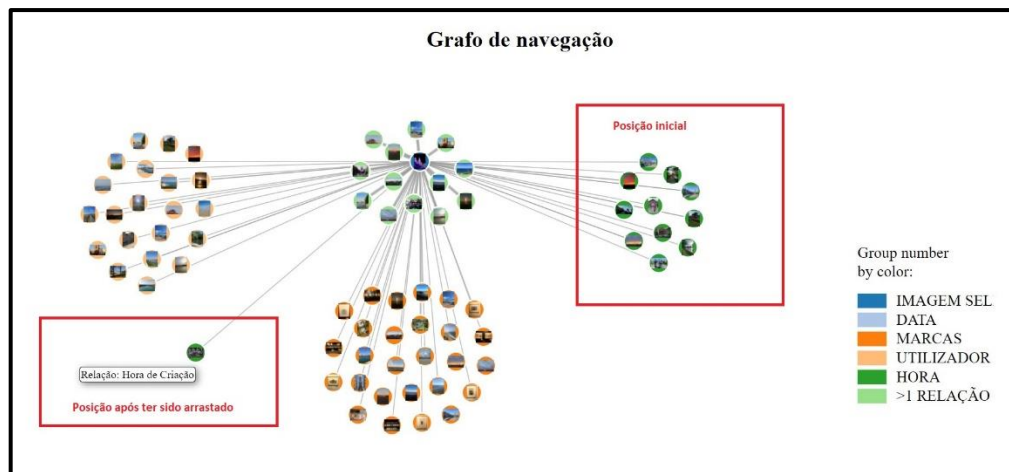 Grafo de navegação
Posição inicial
Group number
by color:
IMAGEM SEL
DATA
MARCAS
UTILIZADOR
HORA
>1 RELAÇÃO
Relação: Hora de Criação
Posição após ter sido arrastado